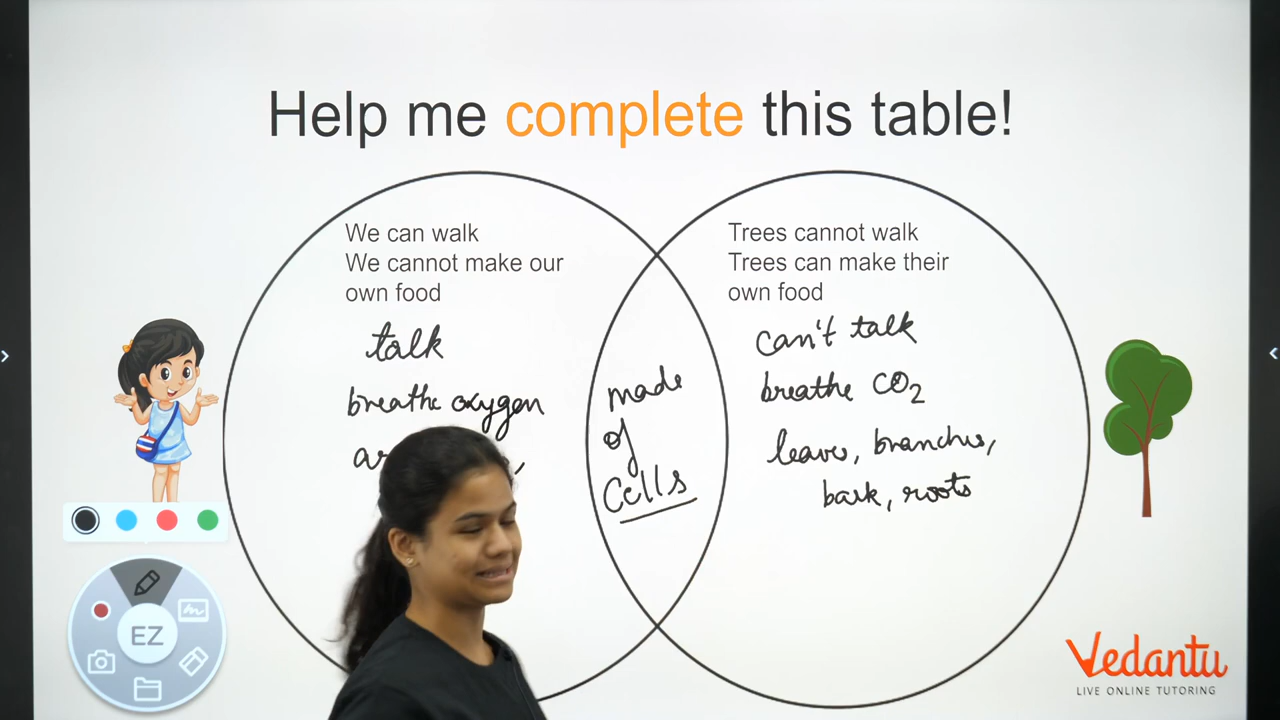 Help me complete this table!
We can walk
We cannot make our
own food
talk
breathe oxygen
made
of
cells
Trees cannot walk
Trees can make their
own food
can't talk
breathe CO2
leaves, branches,
bark, roots
EZ
Vedantu
LIVE ONLINE TUTORING